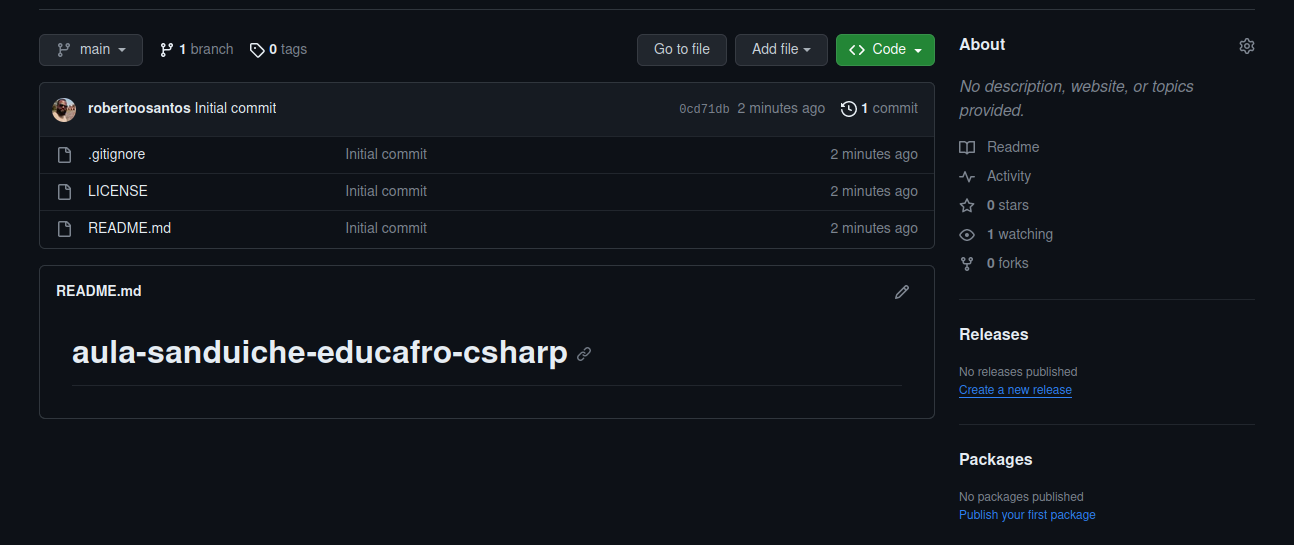 main 1 branch 0 tags Go to file Add file Code
robertoosantos Initial commit 0cd71db 2 minutes ago 1 commit
.gitignore Initial commit 2 minutes ago
LICENSE Initial commit 2 minutes ago
README.md Initial commit 2 minutes ago
README.md
aula-sanduiche-educafro-csharp
About
No description, website, or topics
provided.
Readme
Activity
0 stars
1 watching
0 forks
Releases
No releases published
Create a new release
Packages
No packages published
Publish your first package